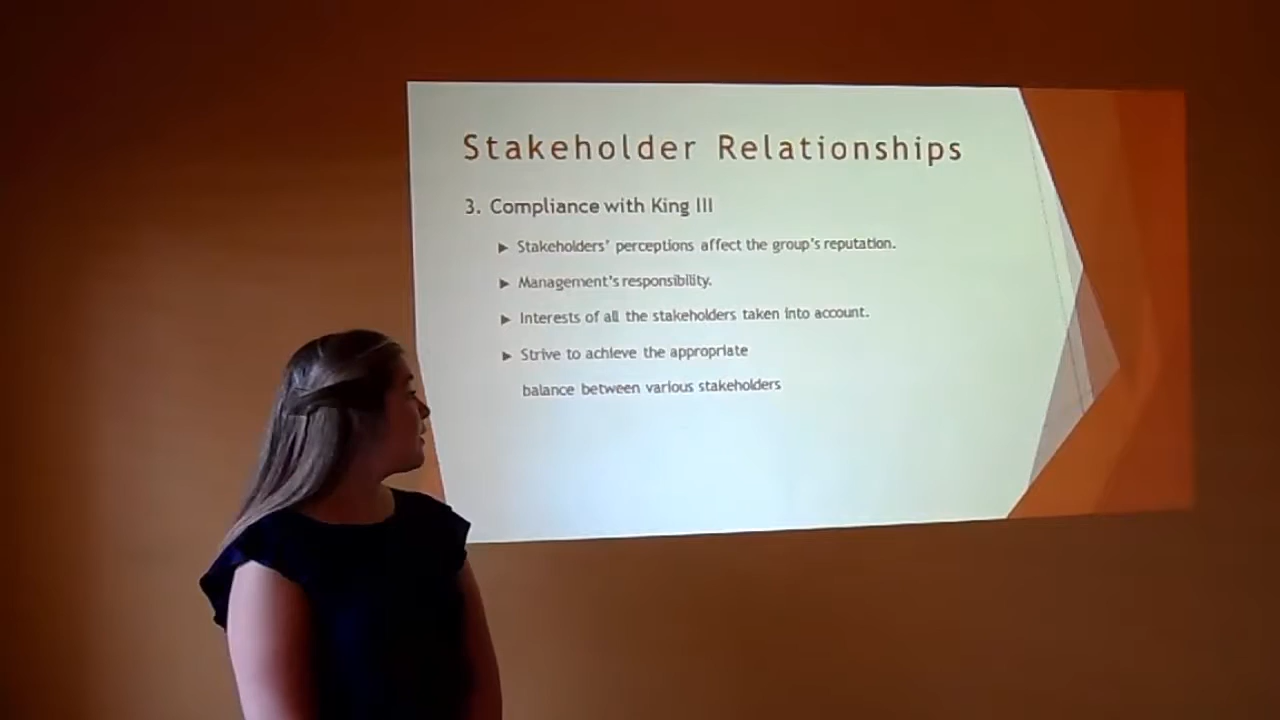 Stakeholder Relationships
3. Compliance with King III
▶ Stakeholders' perceptions affect the group's reputation.
▶ Management's responsibility.
▶ Interests of all the stakeholders taken into account.
▶ Strive to achieve the appropriate
balance between various stakeholders